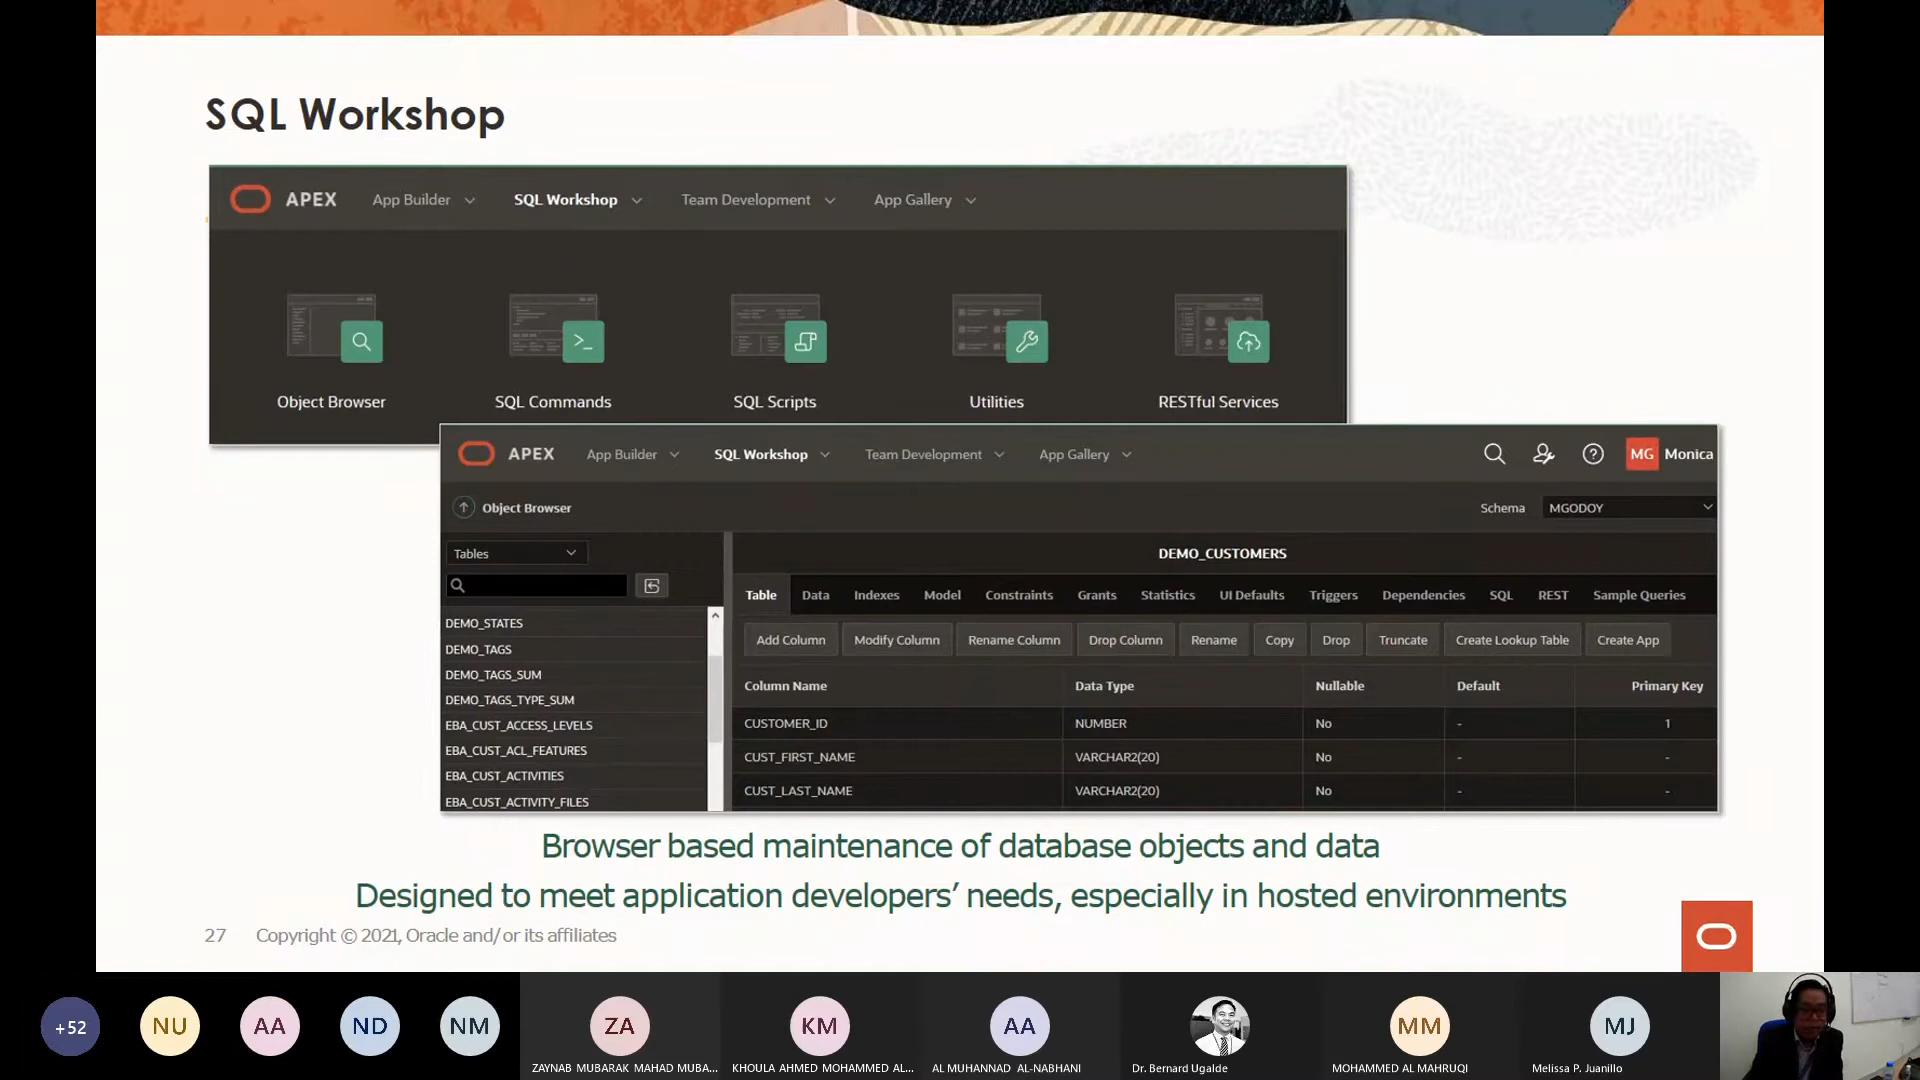 SQL Workshop
APEX App Builder SQL Workshop Team Development App Gallery
Object Browser SQL Commands SQL Scripts Utilities RESTful Services
APEX App Builder SQL Workshop Team Development App Gallery MG Monica
Object Browser Schema MGODOY
Tables
DEMO_CUSTOMERS
Table Data Indexes Model Constraints Grants Statistics UI Defaults Triggers Dependencies SQL REST Sample Queries
Add Column Modify Column Rename Column Drop Column Rename Copy Drop Truncate Create Lookup Table Create App
DEMO_STATES
DEMO_TAGS
DEMO_TAGS_SUM
DEMO_TAGS_TYPE_SUM
EBA_CUST_ACCESS_LEVELS
EBA_CUST_ACL_FEATURES
EBA_CUST_ACTIVITIES
EBA_CUST_ACTIVITY_FILES
Column Name Data Type Nullable Default Primary Key
CUSTOMER_ID NUMBER No - 1
CUST_FIRST_NAME VARCHAR2(20) No - -
CUST_LAST_NAME VARCHAR2(20) No - -
Browser based maintenance of database objects and data
Designed to meet application developers’ needs, especially in hosted environments
27 Copyright © 2021, Oracle and/or its affiliates
+52 NU AA ND NM ZA KM AA MM MJ
ZAYNAB MUBARAK MAHAD MUBA... KHOULA AHMED MOHAMMED AL... AL MUHANNAD AL-NABHANI Dr. Bernard Ugalde MOHAMMED AL MAHRUQI Melissa P. Juanillo